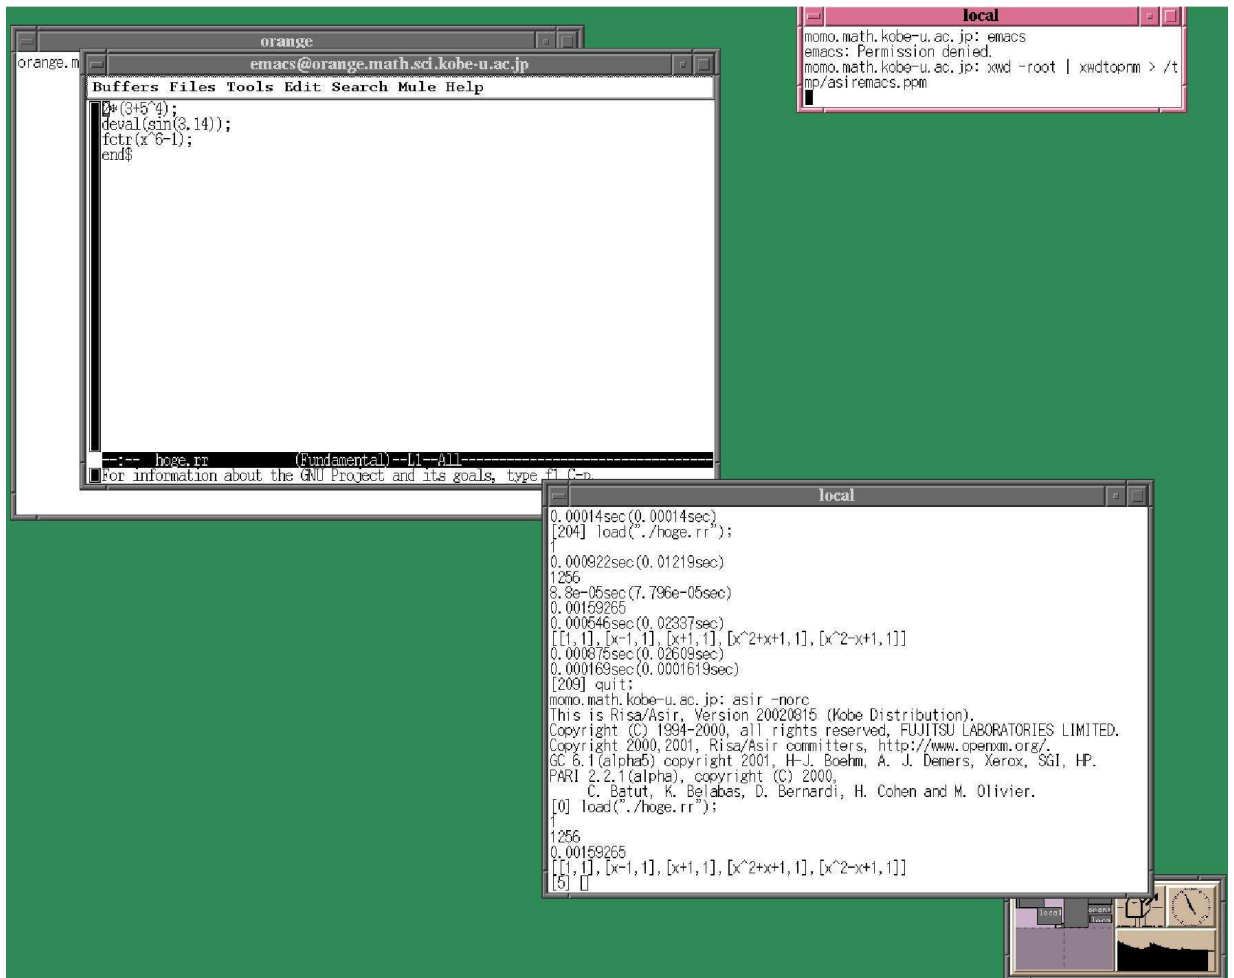 orange
orange.m
emacs@orange.math.sci.kobe-u.ac.jp
Buffers Files Tools Edit Search Mule Help
2*(3+5^4);
deval(sin(3.14));
fctr(x^6-1);
end$
--:-- hoge.rr (Fundamental)--L1--All
For information about the GNU Project and its goals, type f1 C-p.
local
momo.math.kobe-u.ac.jp: emacs
emacs: Permission denied.
momo.math.kobe-u.ac.jp: xwd -root | xwdtopnm > /t
mp/asiremacs.ppm
local
0.00014sec(0.00014sec)
[204] load("./hoge.rr");
1
0.000922sec(0.01219sec)
1256
8.8e-05sec(7.796e-05sec)
0.00159265
0.000546sec(0.02337sec)
[[1,1],[x-1,1],[x+1,1],[x^2+x+1,1],[x^2-x+1,1]]
0.000875sec(0.02609sec)
0.000169sec(0.0001619sec)
[209] quit;
momo.math.kobe-u.ac.jp: asir -norc
This is Risa/Asir, Version 20020815 (Kobe Distribution).
Copyright (C) 1994-2000, all rights reserved, FUJITSU LABORATORIES LIMITED.
Copyright 2000,2001, Risa/Asir committers, http://www.openxm.org/.
GC 6.1(alpha5) copyright 2001, H-J. Boehm, A. J. Demers, Xerox, SGI, HP.
PARI 2.2.1(alpha), copyright (C) 2000,
C. Batut, K. Belabas, D. Bernardi, H. Cohen and M. Olivier.
[0] load("./hoge.rr");
1
1256
0.00159265
[[1,1],[x-1,1],[x+1,1],[x^2+x+1,1],[x^2-x+1,1]]
[5]
local